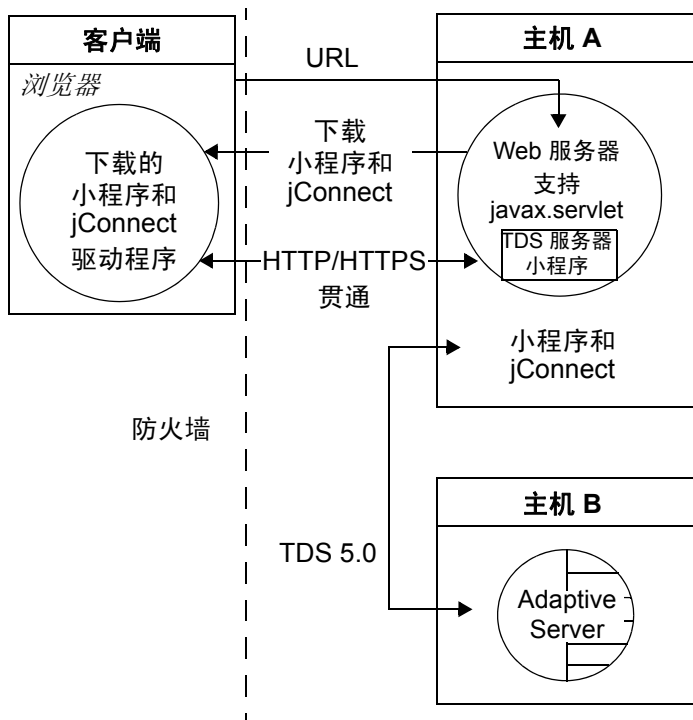 客户端
浏览器
下载的
小程序和
jConnect
驱动程序
URL
下载
小程序和
jConnect
HTTP/HTTPS
贯通
防火墙
TDS 5.0
主机 A
Web 服务器
支持
javax.servlet
TDS 服务器
小程序
小程序和
jConnect
主机 B
Adaptive
Server